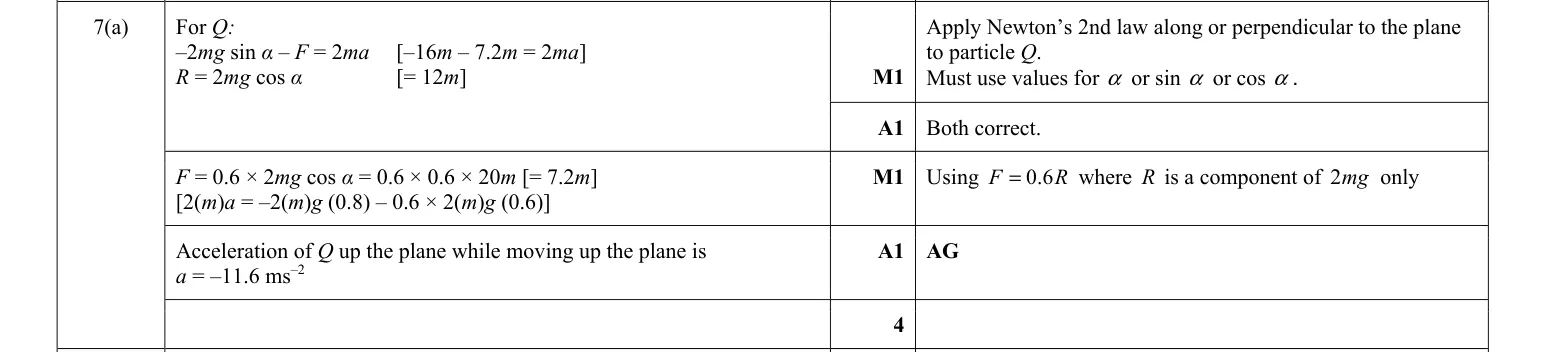 7(a)
For Q:
–2mg sin α – F = 2ma [–16m – 7.2m = 2ma]
R = 2mg cos α [= 12m]
M1
Apply Newton’s 2nd law along or perpendicular to the plane
to particle Q.
Must use values for α or sin α or cos α .
A1 Both correct.
F = 0.6 × 2mg cos α = 0.6 × 0.6 × 20m [= 7.2m]
[2(m)a = –2(m)g (0.8) – 0.6 × 2(m)g (0.6)]
M1 Using F = 0.6R where R is a component of 2mg only
Acceleration of Q up the plane while moving up the plane is
a = –11.6 ms⁻²
A1 AG
4